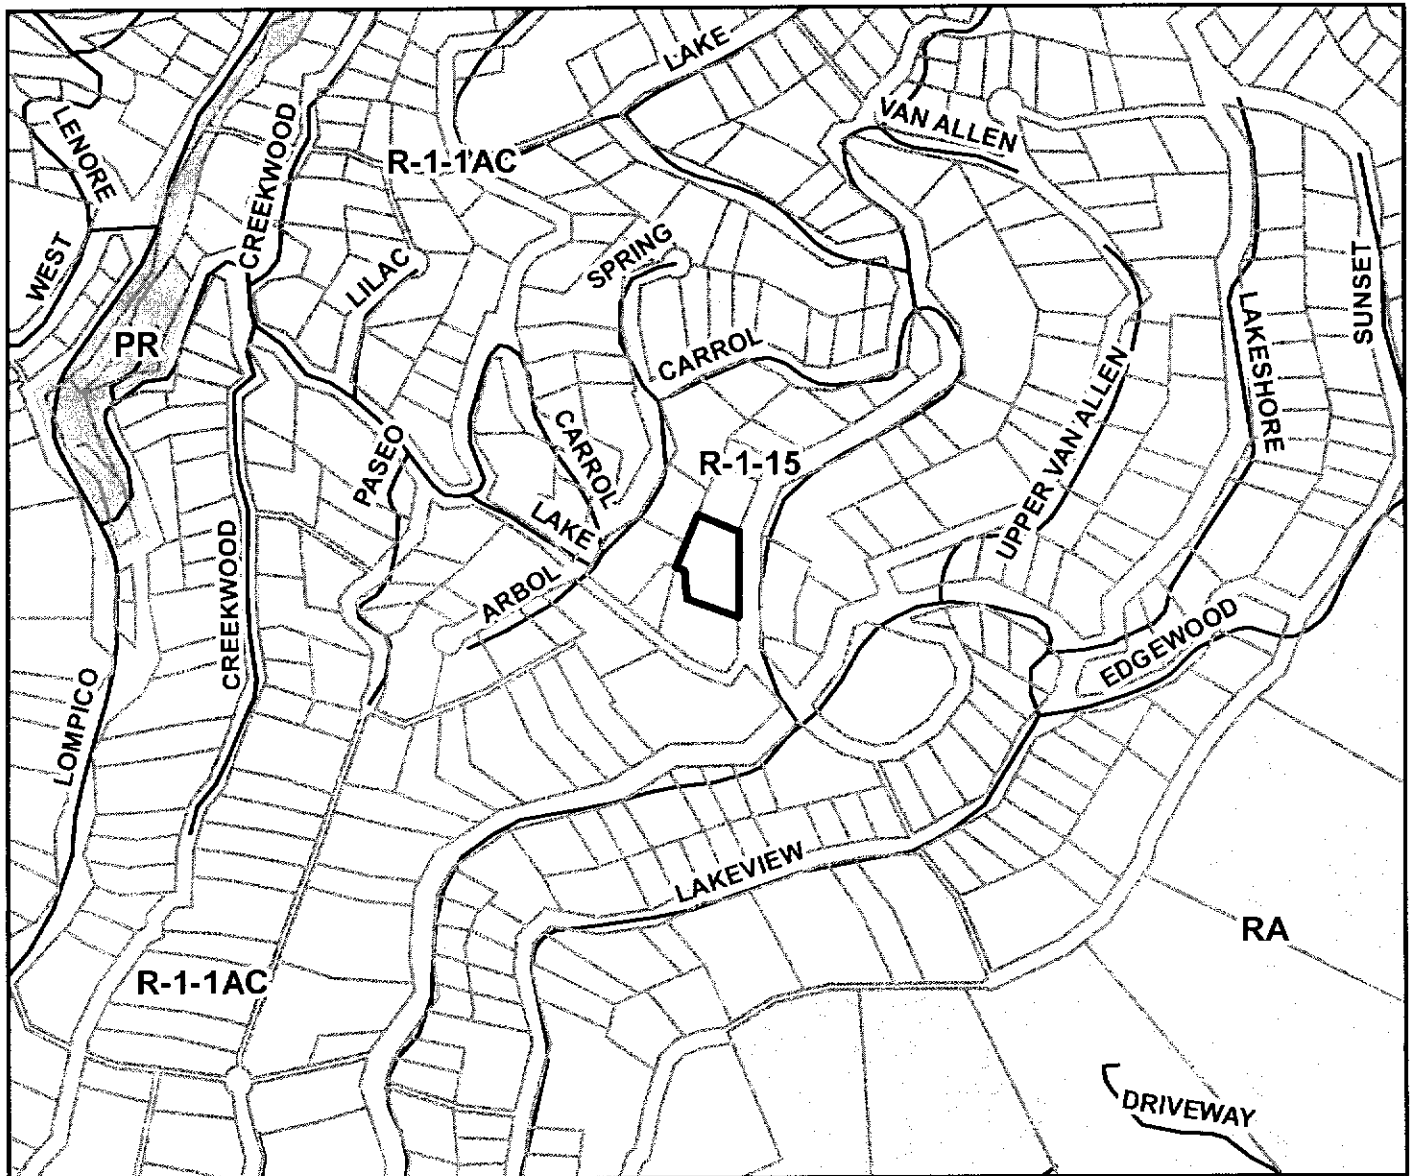 LAKE
VAN ALLEN
LENORE
CREEKWOOD
R-1-1AC
WEST
LILAC
SPRING
SUNSET
PR
CARROL
LAKESHORE
UPPER VAN ALLEN
CARROL
PASEO
R-1-15
LAKE
CREEKWOOD
ARBOL
EDGEWOOD
LOMPICO
LAKEVIEW
RA
R-1-1AC
DRIVEWAY